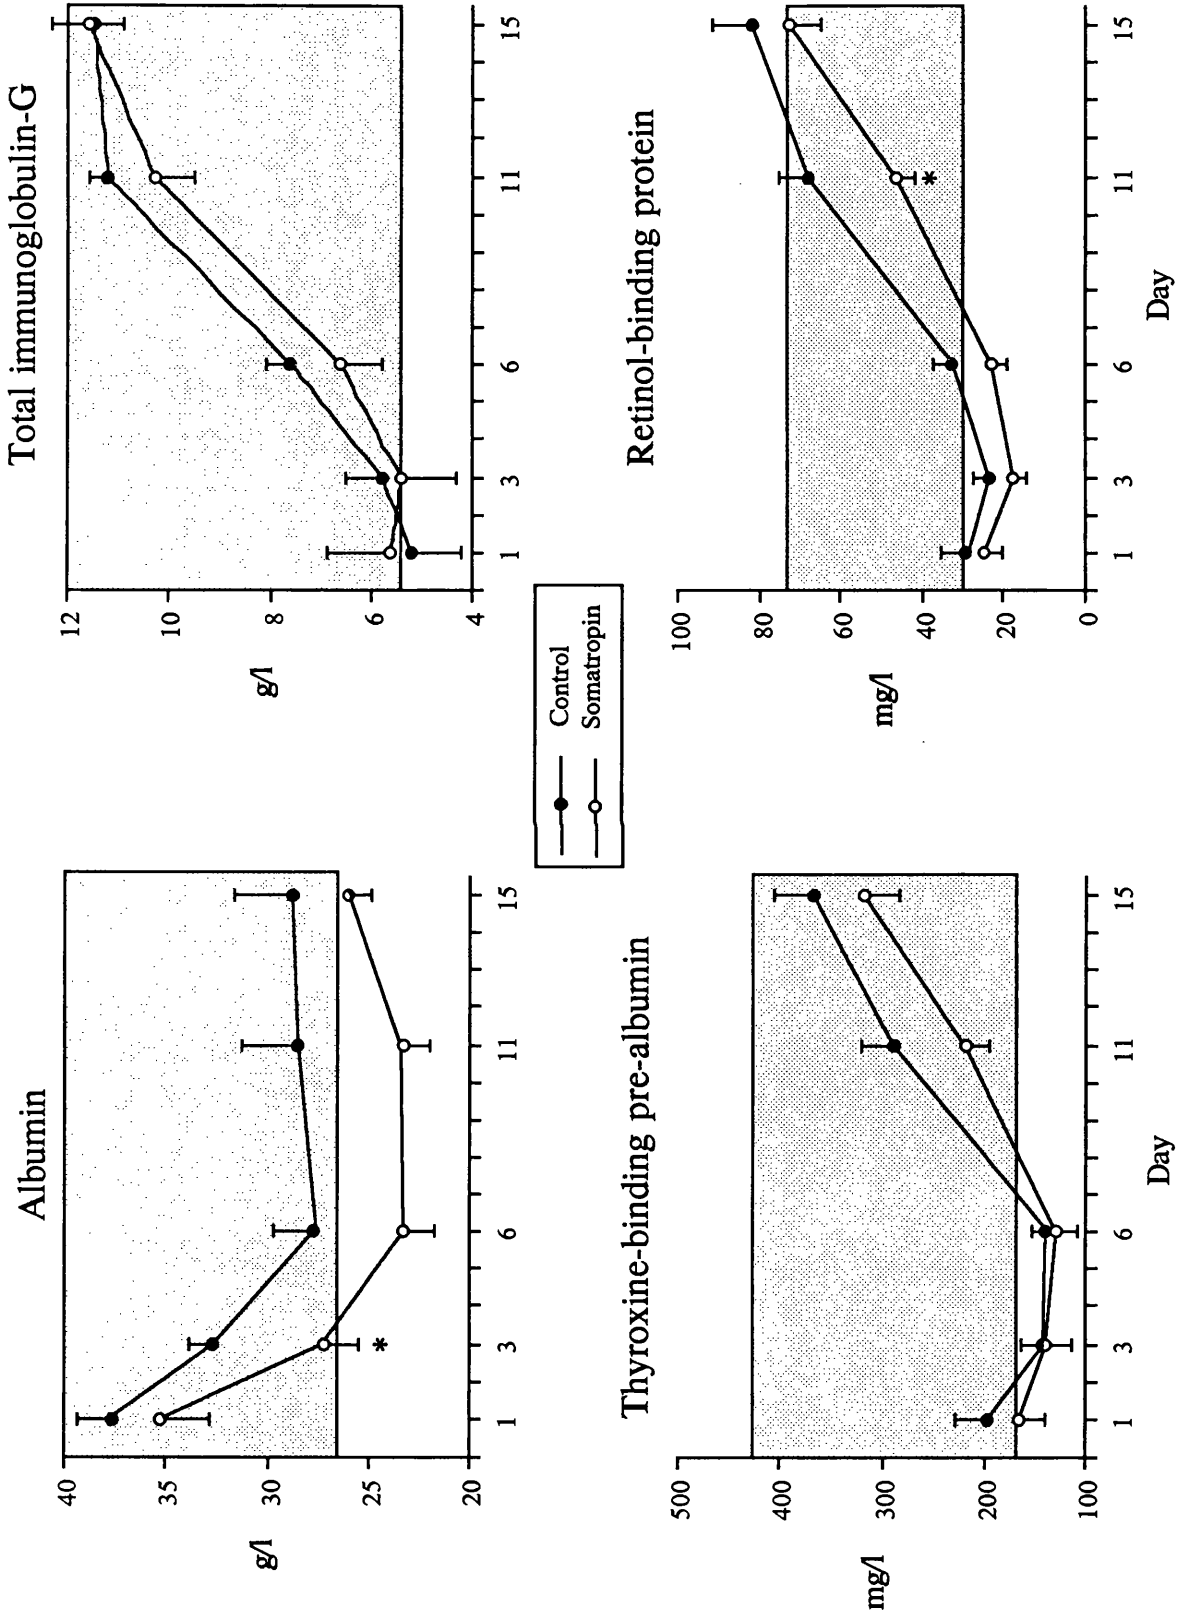 Albumin
40
35
30
25
20
g/l
1 3 6 11 15
*
Total immunoglobulin-G
12
10
8
6
4
g/l
1 3 6 11 15
Control
Somatropin
Thyroxine-binding pre-albumin
500
400
300
200
100
mg/l
1 3 6 11 15
Day
Retinol-binding protein
100
80
60
40
20
0
mg/l
1 3 6 11 15
*
Day